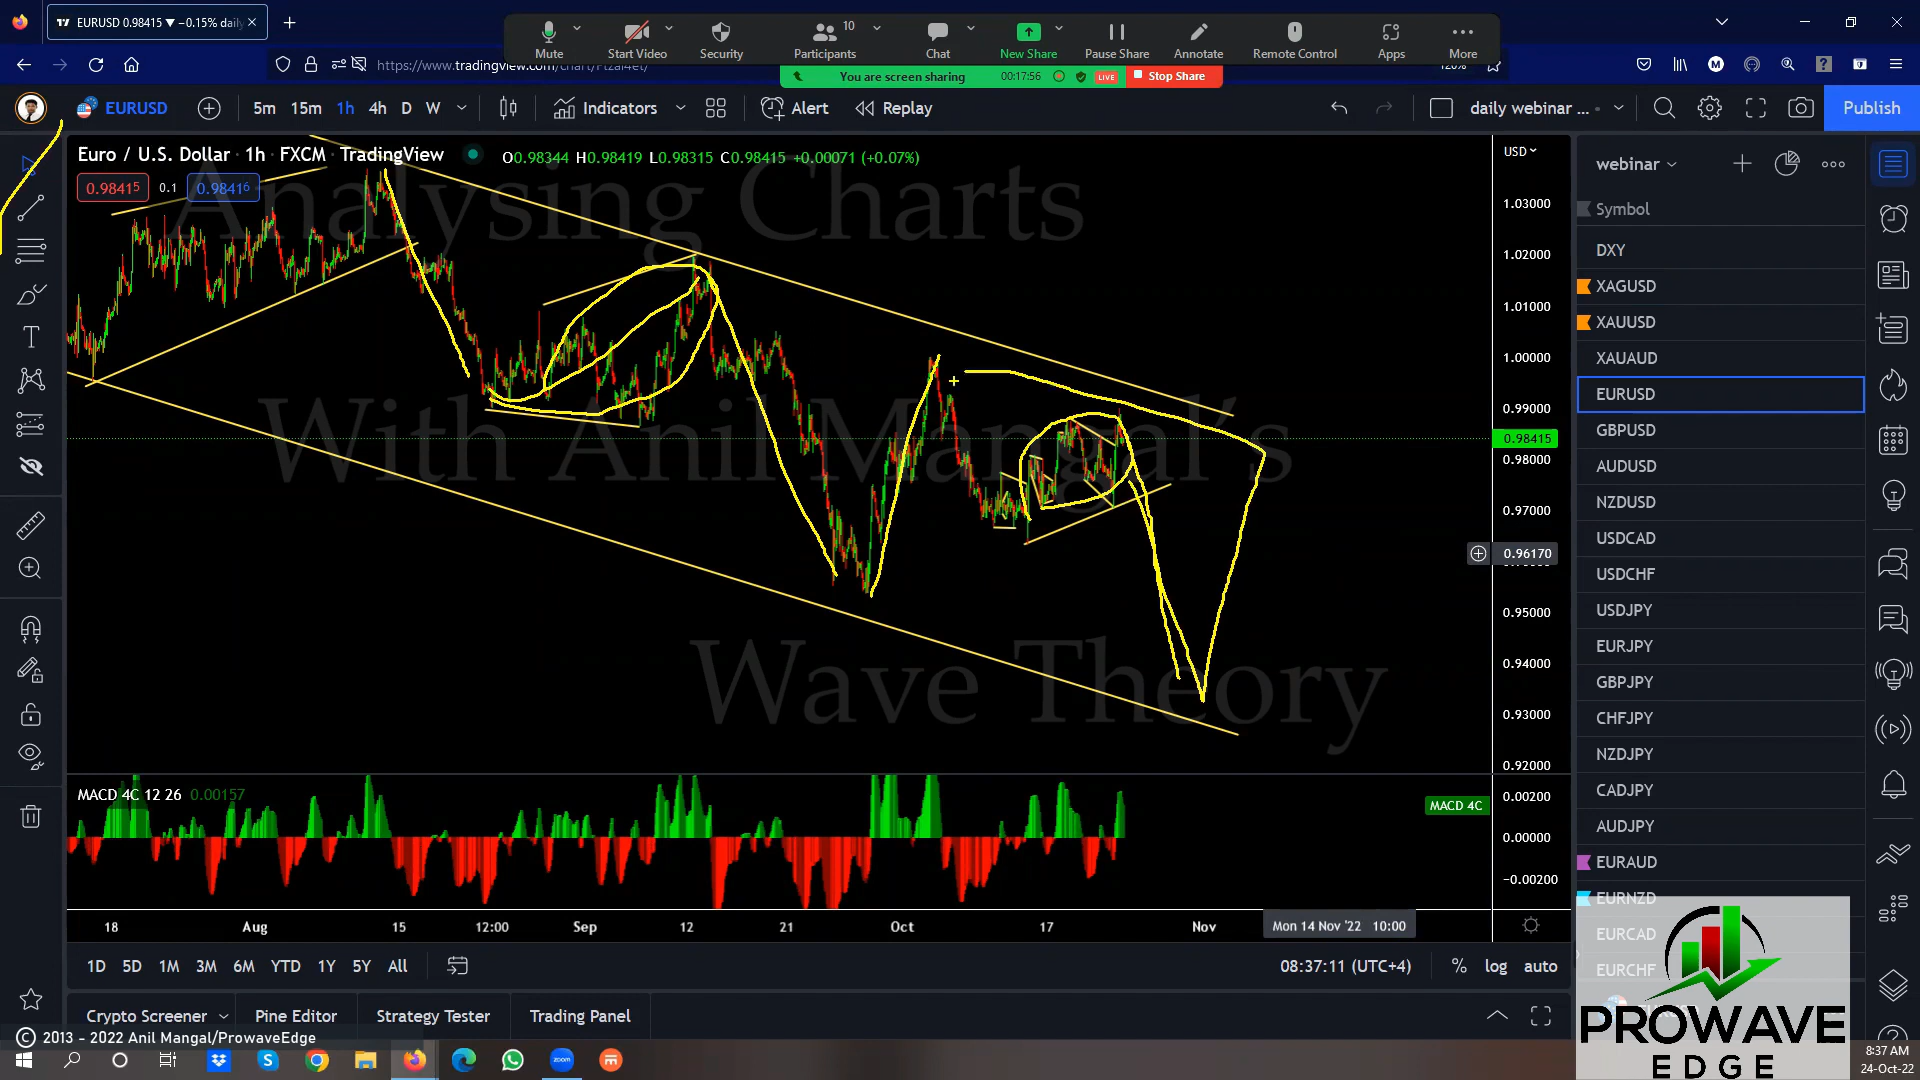 EURUSD 0.98415 ▼ −0.15% daily
Mute
Start Video
Security
Participants
10
Chat
New Share
Pause Share
Annotate
Remote Control
Apps
More
You are screen sharing
00:17:56
LIVE
Stop Share
https://www.tradingview.com/chart/
120%
EURUSD
5m 15m 1h 4h D W
Indicators
Alert
Replay
daily webinar ...
Publish
Euro / U.S. Dollar · 1h · FXCM · TradingView
O0.98344 H0.98419 L0.98315 C0.98415 +0.00071 (+0.07%)
0.98415 0.1 0.98416
USD
Analysing Charts
With Anil Mangal's
Wave Theory
1.03000
1.02000
1.01000
1.00000
0.99000
0.98415
0.98000
0.97000
0.96170
0.95000
0.94000
0.93000
0.92000
MACD 4C 12 26 0.00157
MACD 4C
0.00200
0.00000
−0.00200
18 Aug 15 12:00 Sep 12 21 Oct 17 Nov
Mon 14 Nov '22 10:00
1D 5D 1M 3M 6M YTD 1Y 5Y All
08:37:11 (UTC+4)
% log auto
Crypto Screener
Pine Editor
Strategy Tester
Trading Panel
webinar
Symbol
DXY
XAGUSD
XAUUSD
XAUAUD
EURUSD
GBPUSD
AUDUSD
NZDUSD
USDCAD
USDCHF
USDJPY
EURJPY
GBPJPY
CHFJPY
NZDJPY
CADJPY
AUDJPY
EURAUD
EURNZD
EURCAD
EURCHF
PROWAVE
EDGE
© 2013 - 2022 Anil Mangal/ProwaveEdge
8:37 AM
24-Oct-22